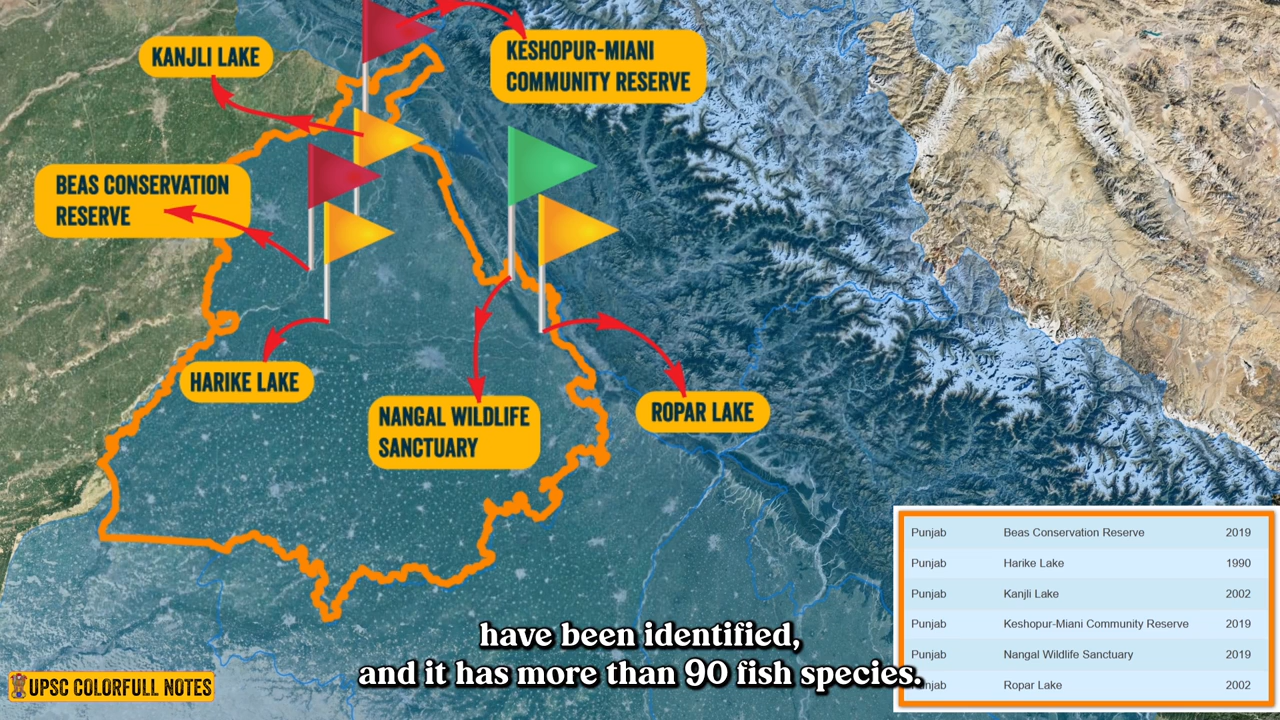 KANJLI LAKE
KESHOPUR-MIANI
COMMUNITY RESERVE
BEAS CONSERVATION
RESERVE
HARIKE LAKE
NANGAL WILDLIFE
SANCTUARY
ROPAR LAKE
Punjab Beas Conservation Reserve 2019
Punjab Harike Lake 1990
Punjab Kanjli Lake 2002
Punjab Keshopur-Miani Community Reserve 2019
Punjab Nangal Wildlife Sanctuary 2019
Punjab Ropar Lake 2002
have been identified,
and it has more than 90 fish species.
UPSC COLORFULL NOTES